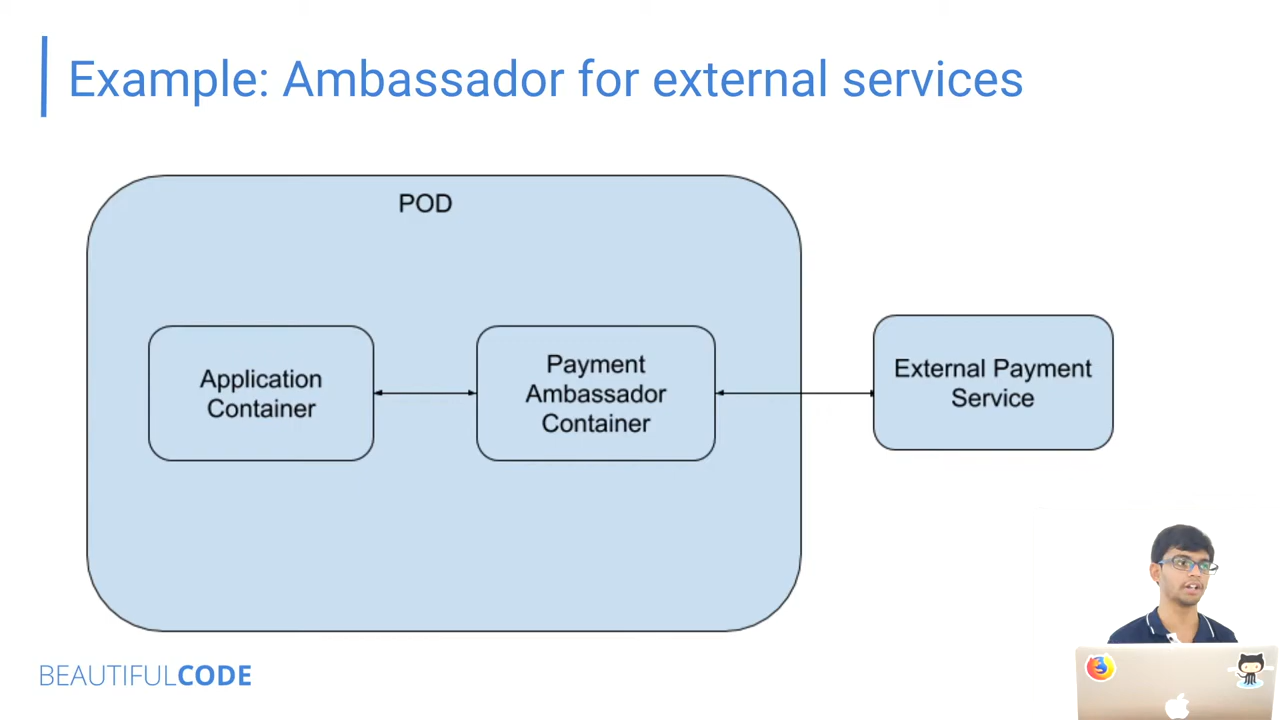 Example: Ambassador for external services
POD
Application
Container
Payment
Ambassador
Container
External Payment
Service
BEAUTIFULCODE